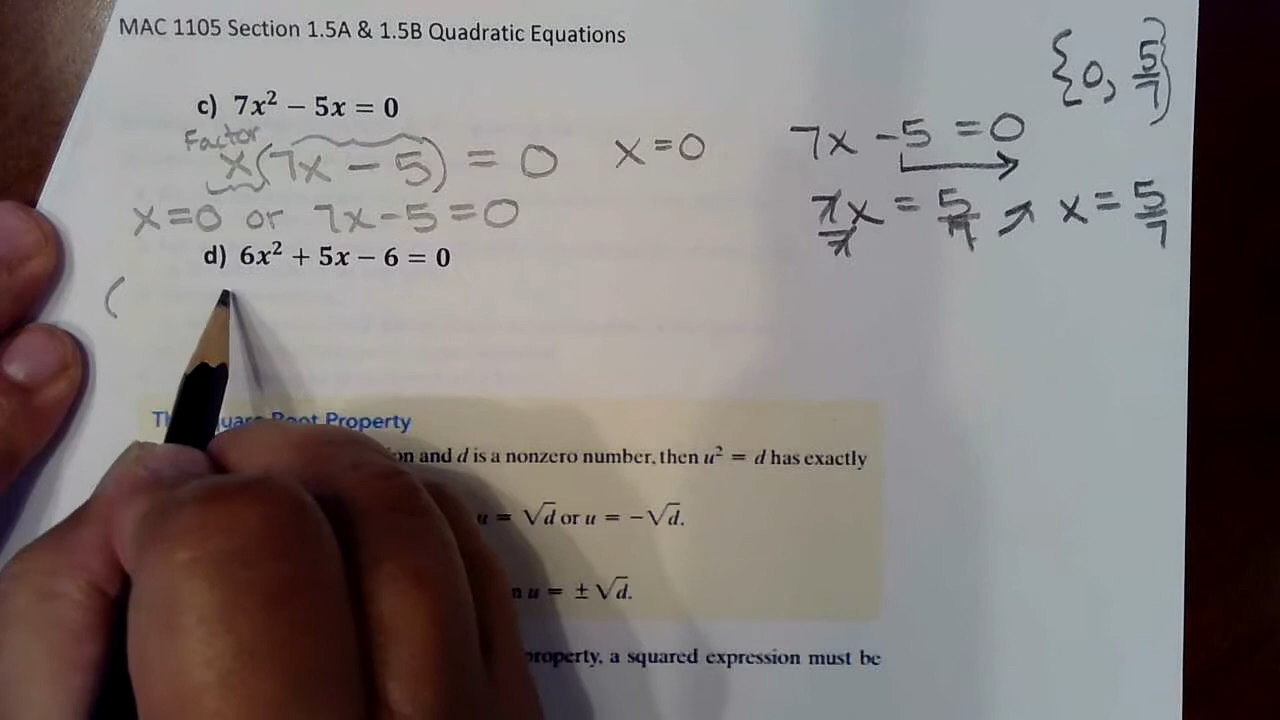 MAC 1105 Section 1.5A & 1.5B Quadratic Equations
{0, 5/7}
c) 7x² − 5x = 0
Factor
x(7x − 5) = 0
x=0 or 7x−5=0
x=0
7x −5 =0
7x/7 = 5/7 ↗ x = 5/7
d) 6x² + 5x − 6 = 0
(
Root Property
and d is a nonzero number, then u² = d has exactly
u = √d or u = −√d.
u = ± √d.
property, a squared expression must be